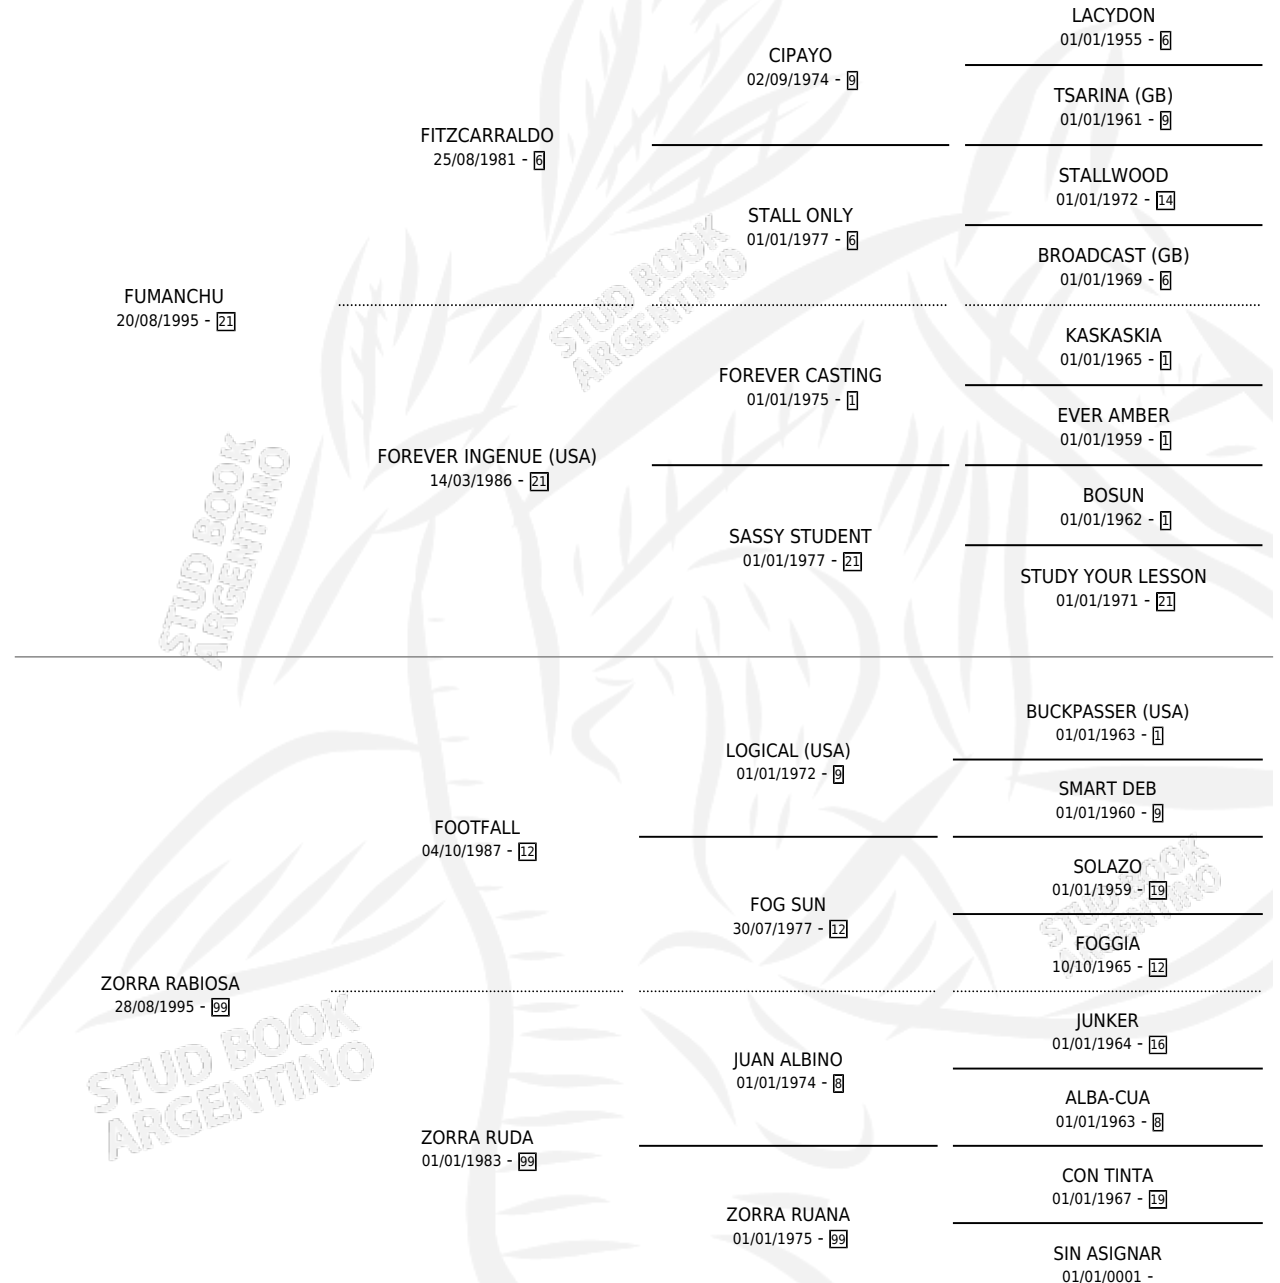 LACYDON
01/01/1955 - 6
CIPAYO
02/09/1974 - 9
TSARINA (GB)
01/01/1961 - 9
FITZCARRALDO
25/08/1981 - 6
STALLWOOD
01/01/1972 - 14
STALL ONLY
01/01/1977 - 6
BROADCAST (GB)
01/01/1969 - 6
FUMANCHU
20/08/1995 - 21
KASKASKIA
01/01/1965 - 1
FOREVER CASTING
01/01/1975 - 1
EVER AMBER
01/01/1959 - 1
FOREVER INGENUE (USA)
14/03/1986 - 21
BOSUN
01/01/1962 - 1
SASSY STUDENT
01/01/1977 - 21
STUDY YOUR LESSON
01/01/1971 - 21
BUCKPASSER (USA)
01/01/1963 - 1
LOGICAL (USA)
01/01/1972 - 9
SMART DEB
01/01/1960 - 9
FOOTFALL
04/10/1987 - 12
SOLAZO
01/01/1959 - 19
FOG SUN
30/07/1977 - 12
FOGGIA
10/10/1965 - 12
ZORRA RABIOSA
28/08/1995 - 99
JUNKER
01/01/1964 - 16
JUAN ALBINO
01/01/1974 - 8
ALBA-CUA
01/01/1963 - 8
ZORRA RUDA
01/01/1983 - 99
CON TINTA
01/01/1967 - 19
ZORRA RUANA
01/01/1975 - 99
SIN ASIGNAR
01/01/0001 -
STUD BOOK
ARGENTINO
STUD BOOK
ARGENTINO
STUD BOOK
ARGENTINO
STUD BOOK
ARGENTINO